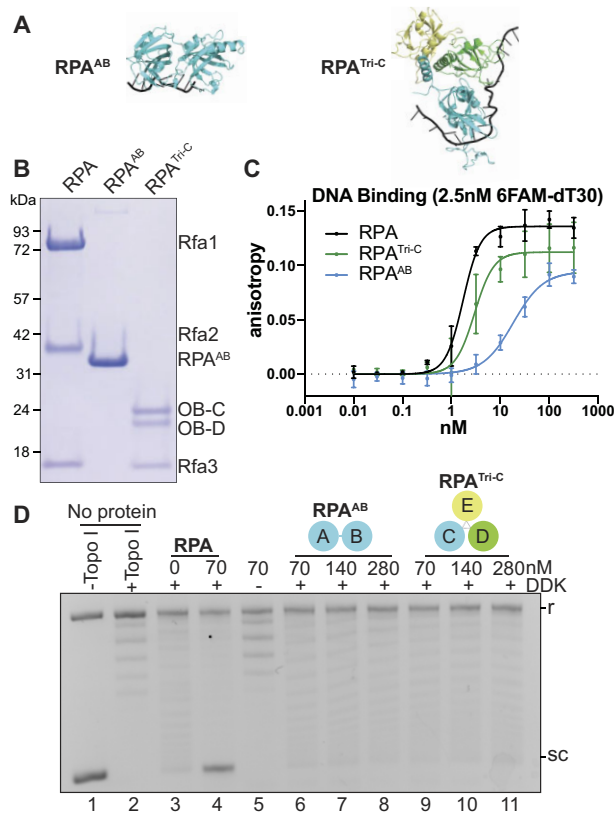 A
RPA^AB
RPA^Tri-C
B
RPA
RPA^AB
RPA^Tri-C
kDa
93
72
57
42
31
24
18
Rfa1
Rfa2
RPA^AB
OB-C
OB-D
Rfa3
C
DNA Binding (2.5nM 6FAM-dT30)
RPA
RPA^Tri-C
RPA^AB
anisotropy
0.15
0.10
0.05
0.00
0.001 0.01 0.1 1 10 100 1000
nM
D
No protein
-Topo I
+Topo I
RPA
RPA^AB
A B
RPA^Tri-C
E
C D
0 70 70 70 140 280 70 140 280 nM
+ + - + + + + + + DDK
r
sc
1 2 3 4 5 6 7 8 9 10 11